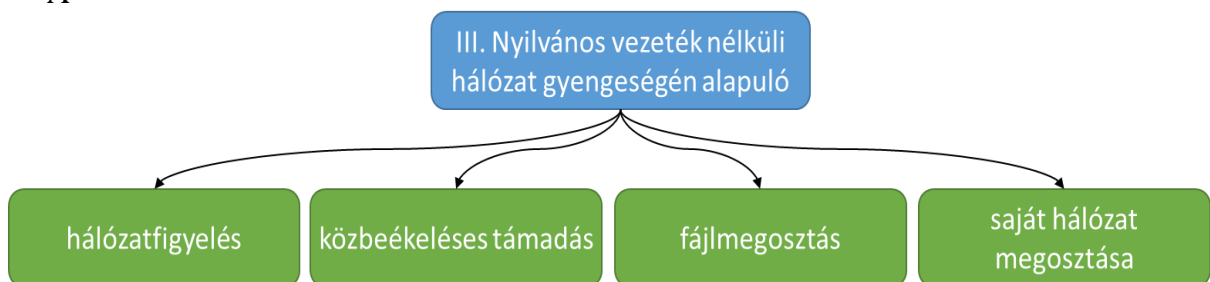 III. Nyilvános vezeték nélküli
hálózat gyengeségén alapuló
hálózatfigyelés
közbeékeléses támadás
fájlmegosztás
saját hálózat
megosztása